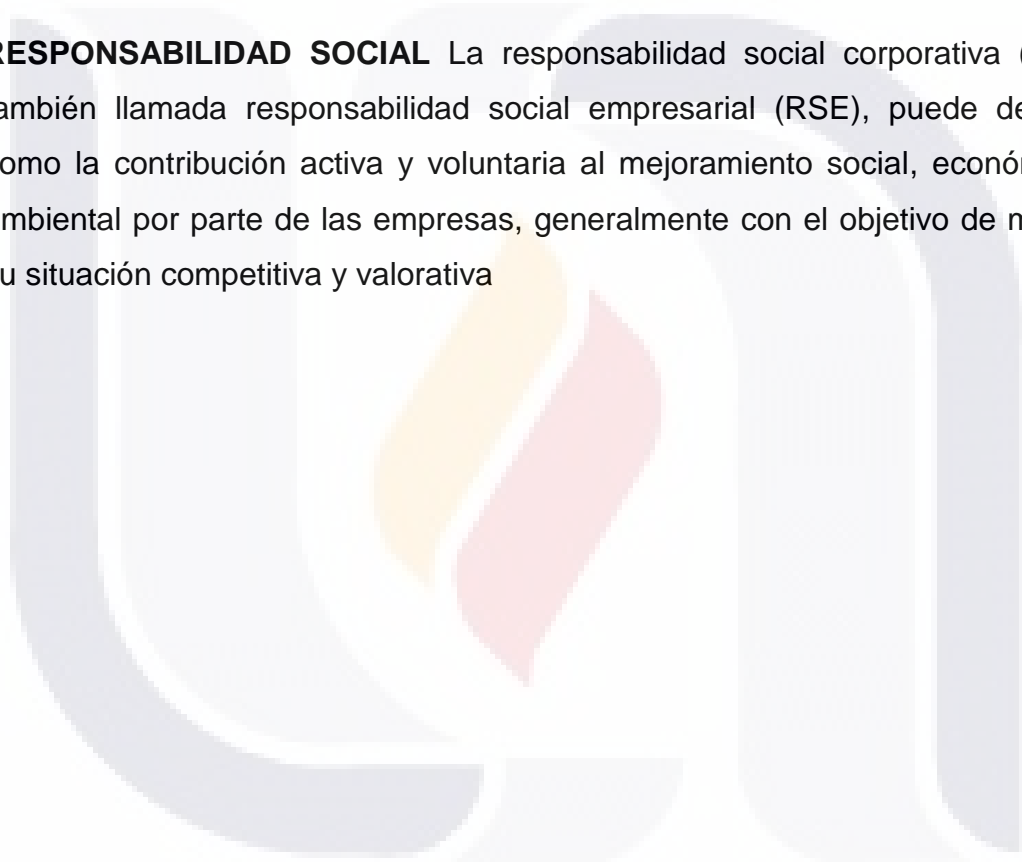 RESPONSABILIDAD SOCIAL La responsabilidad social corporativa (
ambién llamada responsabilidad social empresarial (RSE), puede de
omo la contribución activa y voluntaria al mejoramiento social, econó
mbiental por parte de las empresas, generalmente con el objetivo de m
u situación competitiva y valorativa